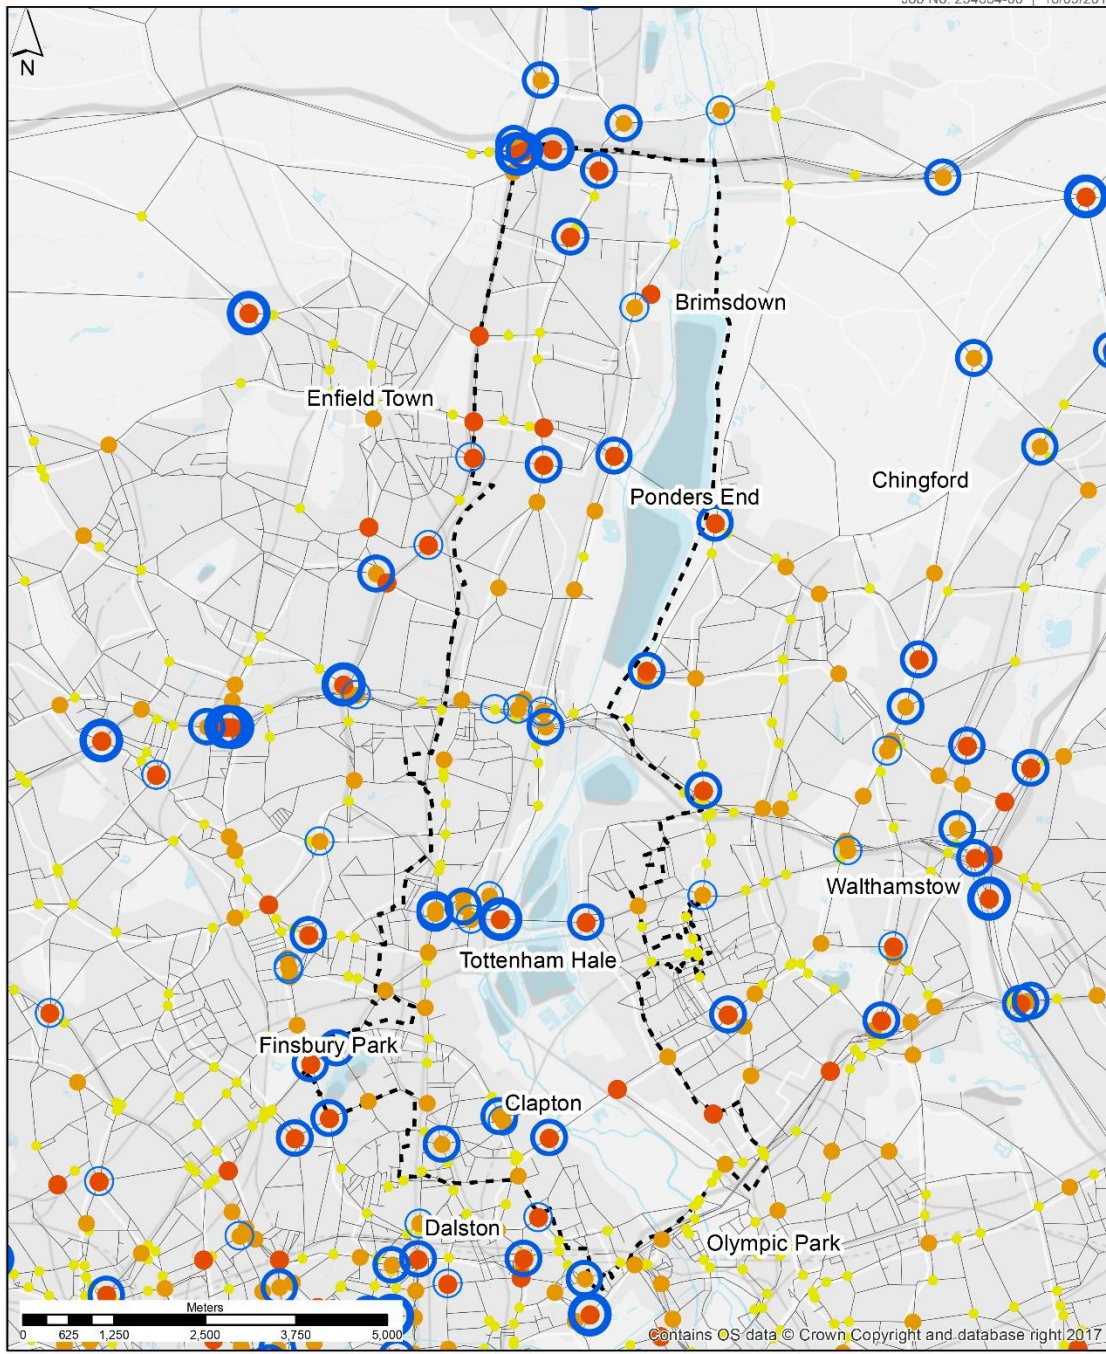 N
Brimsdown
Enfield Town
Chingford
Ponders End
Walthamstow
Tottenham Hale
Finsbury Park
Clapton
Dalston
Olympic Park
Meters
0 625 1,250 2,500 3,750 5,000
Contains OS data © Crown Copyright and database right 2017